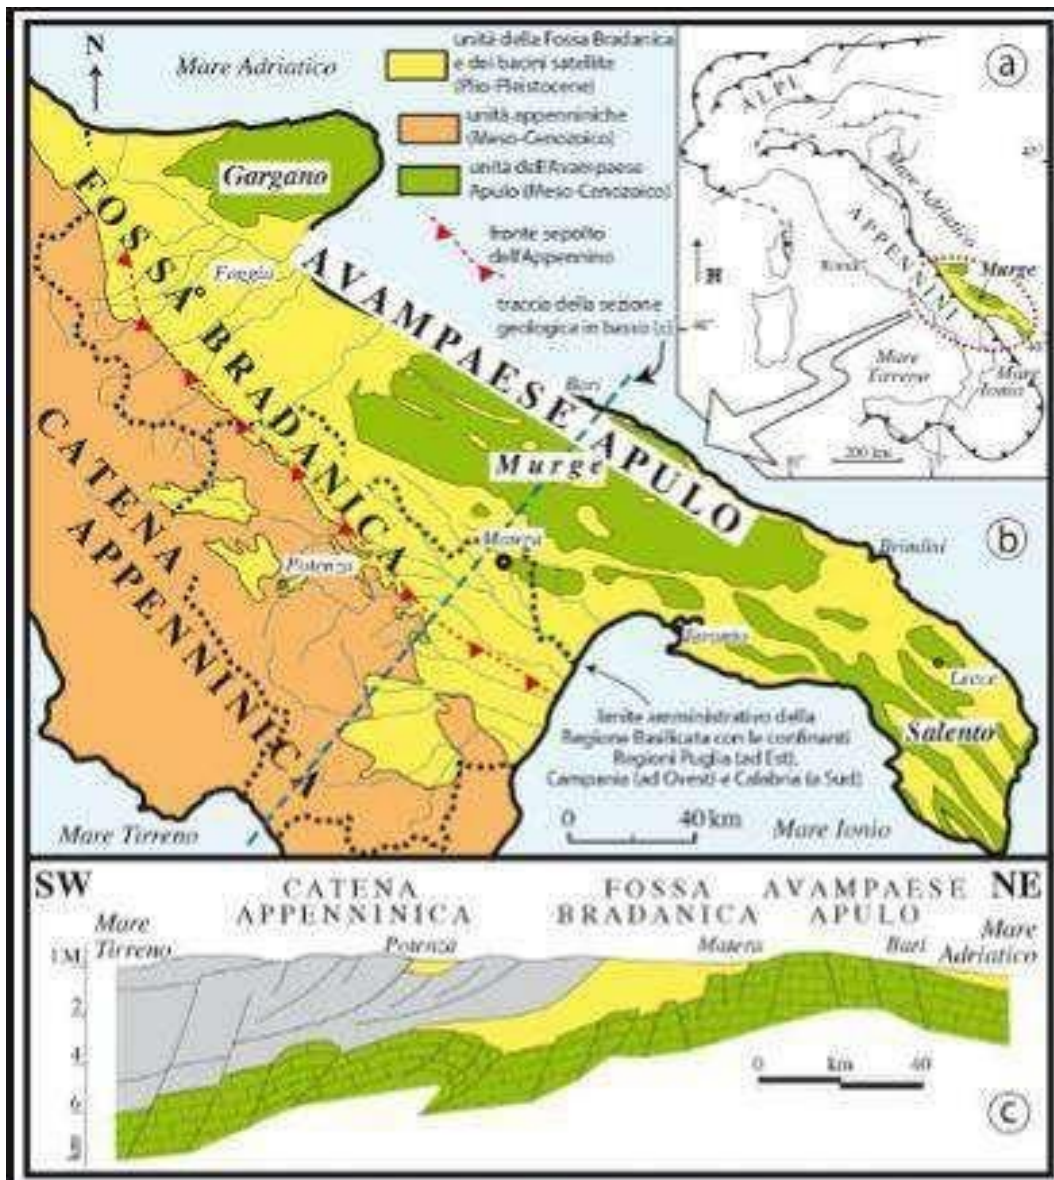 N
Mare Adriatico
unità della Fossa Bradanica
e dei bacini satellite
(Plio-Pleistocene)
unità appenniniche
(Meso-Cenozoico)
unità dell'Avampaese
Apulo (Meso-Cenozoico)
fronte sepolto
dell'Appennino
traccia della sezione
geologica in basso (c)
a
ALPI
Mare Adriatico
APPENNINI
Roma
Murge
Mare
Tirreno
Mare
Ionio
200 km
Gargano
Foggia
FOSSA BRADANICA
AVAMPAESE APULO
Bari
Murge
CATENA
APPENNINICA
Potenza
Matera
b
Brindisi
Taranto
Lecce
Salento
limite amministrativo della
Regione Basilicata con le confinanti
Regioni Puglia (ad Est),
Campania (ad Ovest) e Calabria (a Sud)
0 40 km
Mare Tirreno
Mare Ionio
SW
CATENA
APPENNINICA
FOSSA
BRADANICA
AVAMPAESE
APULO
NE
Mare
Tirreno
Potenza
Matera
Bari
Mare
Adriatico
2
4
6
0 km 40
c